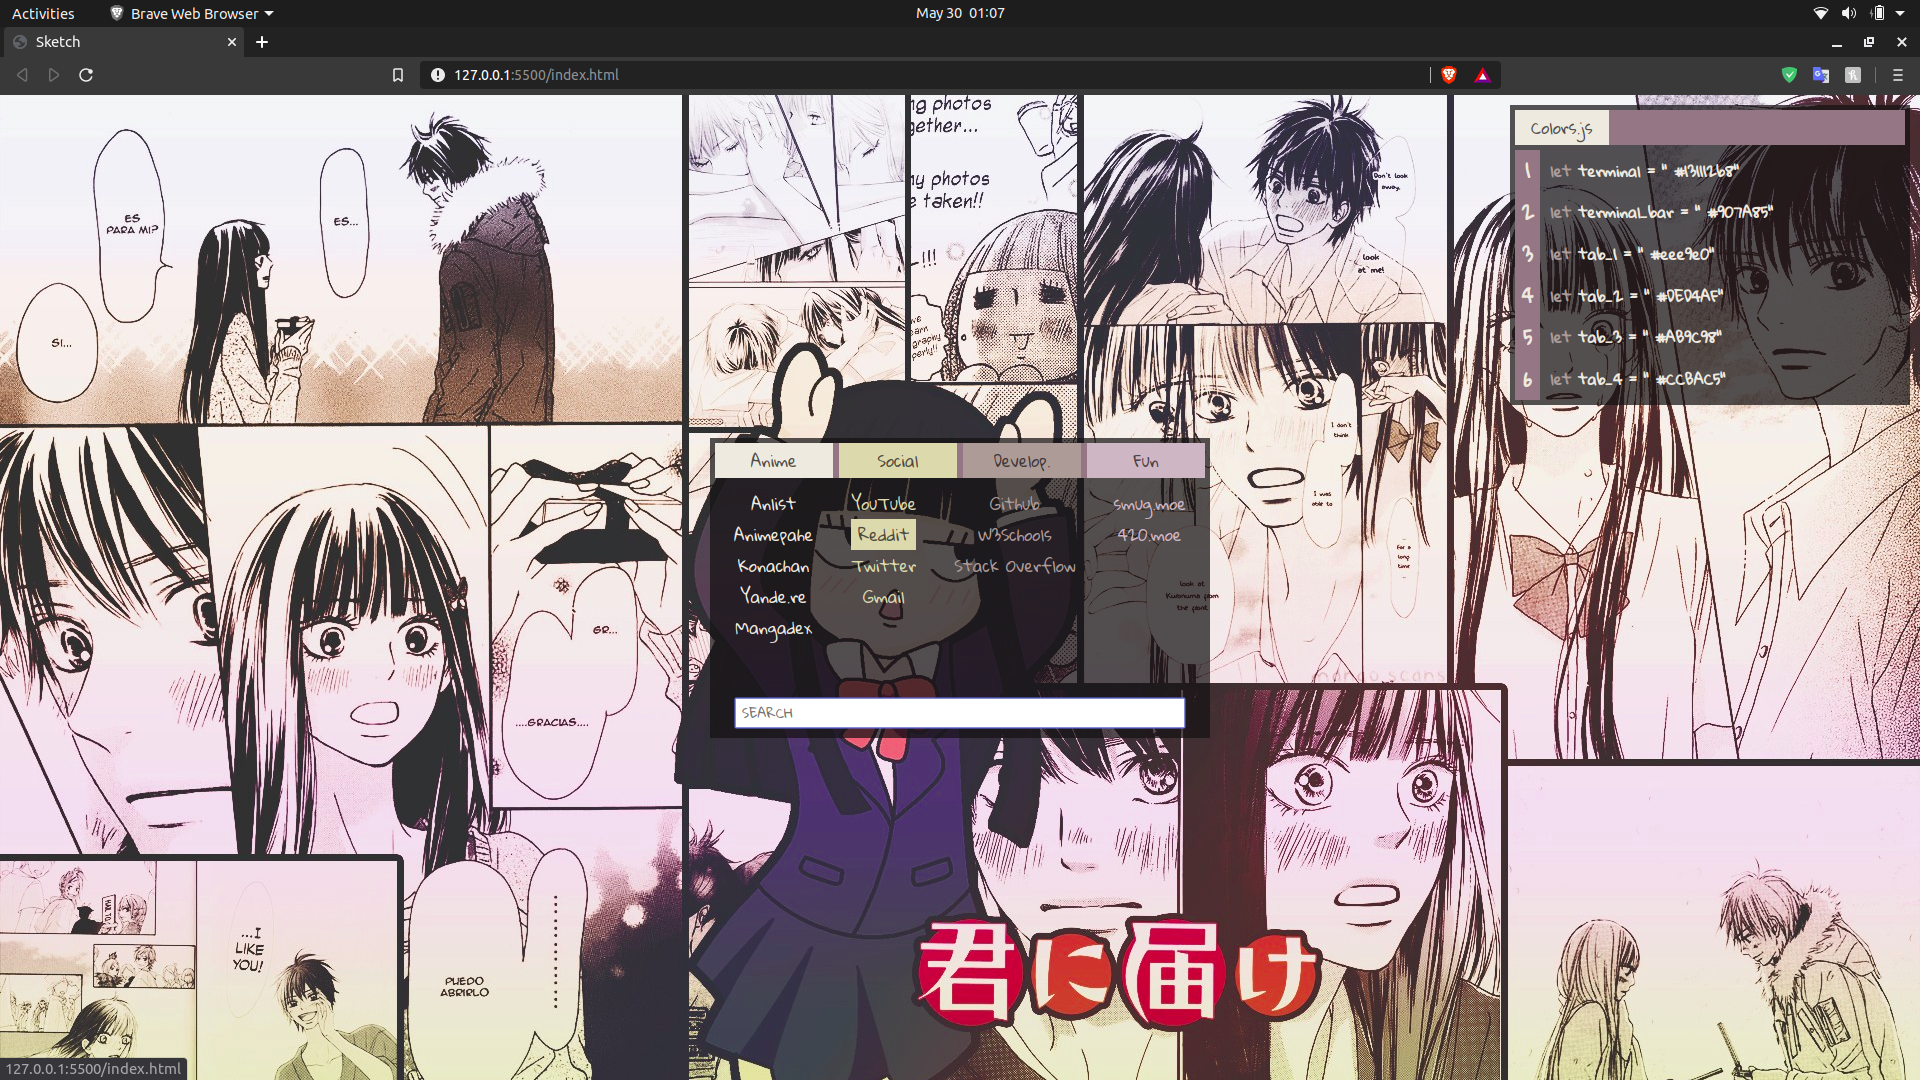 Activities
Brave Web Browser
May 30 01:07
Sketch
127.0.0.1:5500/index.html
ES
PARA MI?
ES...
SI...
GR...
....GRACIAS....
PUEDO
ABRIRLO
...I
LIKE
YOU!
ng photos
gether...
ny photos
e taken!!
Don't look
away.
look
at me!
I don't
think
I was
able to
For a
long
time
look at
the point
Colors.js
1 let terminal = " #131112b8"
2 let terminal_bar = " #907A85"
3 let tab_1 = " #eee9e0"
4 let tab_2 = " #DED4AF"
5 let tab_3 = " #AB9C98"
6 let tab_4 = " #CCBAC5"
Anime Social Develop. Fun
Anlist YouTube Github smug.moe
Animepahe Reddit W3Schools 420.moe
Konachan Twitter Stack Overflow
Yande.re Gmail
Mangadex
SEARCH
君に届け
127.0.0.1:5500/index.html